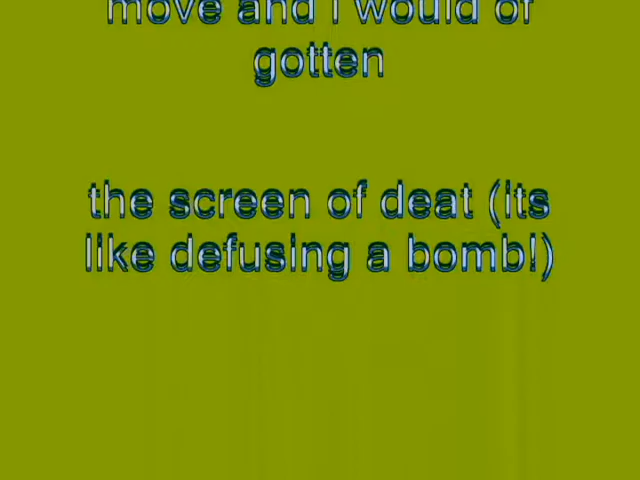 move and I would of
gotten
the screen of deat (its
like defusing a bomb!)